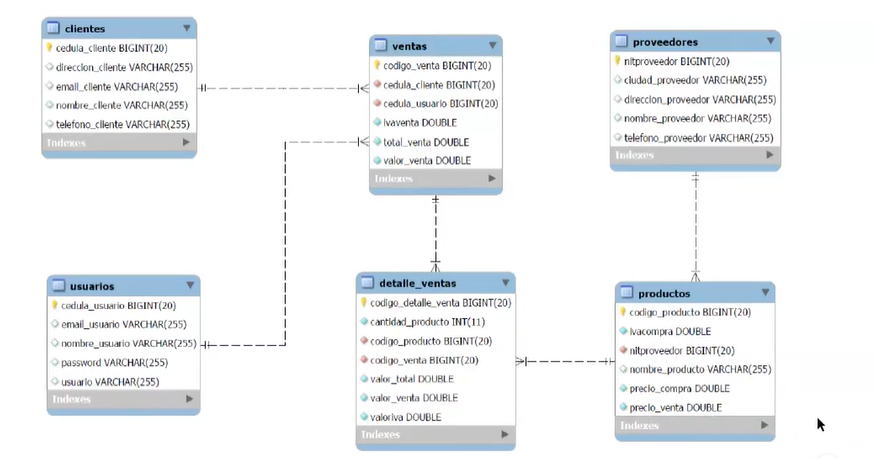 clientes
cedula_cliente BIGINT(20)
direccion_cliente VARCHAR(255)
email_cliente VARCHAR(255)
nombre_cliente VARCHAR(255)
telefono_cliente VARCHAR(255)
Indexes
ventas
codigo_venta BIGINT(20)
cedula_cliente BIGINT(20)
cedula_usuario BIGINT(20)
ivaventa DOUBLE
total_venta DOUBLE
valor_venta DOUBLE
Indexes
proveedores
nitproveedor BIGINT(20)
ciudad_proveedor VARCHAR(255)
direccion_proveedor VARCHAR(255)
nombre_proveedor VARCHAR(255)
telefono_proveedor VARCHAR(255)
Indexes
usuarios
cedula_usuario BIGINT(20)
email_usuario VARCHAR(255)
nombre_usuario VARCHAR(255)
password VARCHAR(255)
usuario VARCHAR(255)
Indexes
detalle_ventas
codigo_detalle_venta BIGINT(20)
cantidad_producto INT(11)
codigo_producto BIGINT(20)
codigo_venta BIGINT(20)
valor_total DOUBLE
valor_venta DOUBLE
valoriva DOUBLE
Indexes
productos
codigo_producto BIGINT(20)
ivacompra DOUBLE
nitproveedor BIGINT(20)
nombre_producto VARCHAR(255)
precio_compra DOUBLE
precio_venta DOUBLE
Indexes